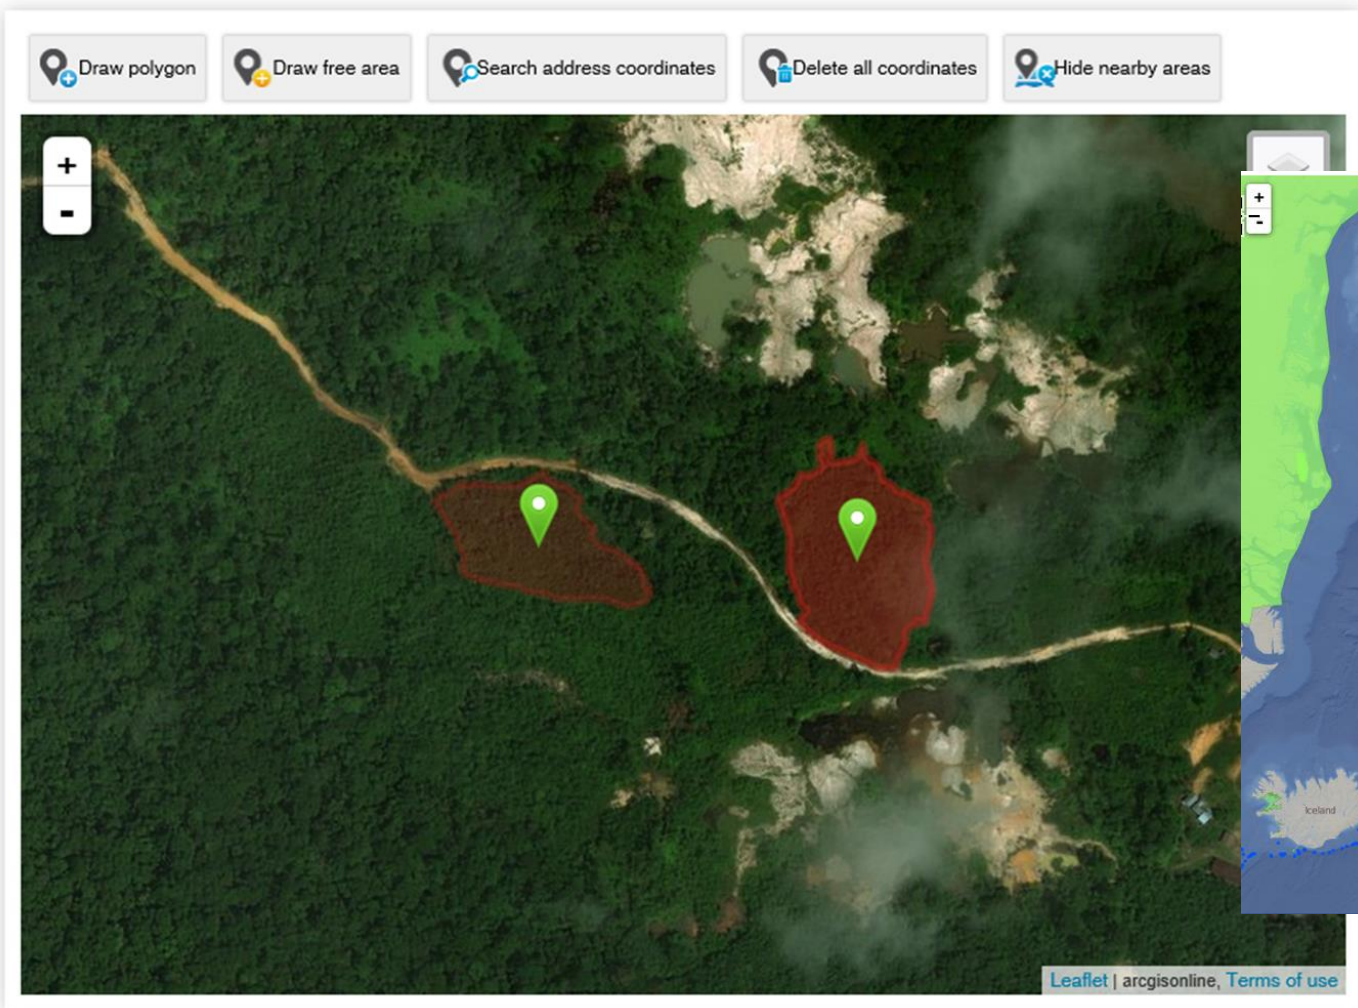 Draw polygon
Draw free area
Search address coordinates
Delete all coordinates
Hide nearby areas
+
-
+
-
Iceland
Leaflet | arcgisonline, Terms of use